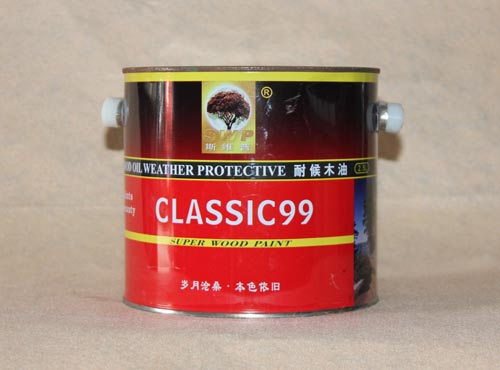 ®
SWP
斯维普
OD OIL WEATHER PROTECTIVE 耐候木油
CLASSIC99
SUPER WOOD PAINT
多月沧桑·本色依旧